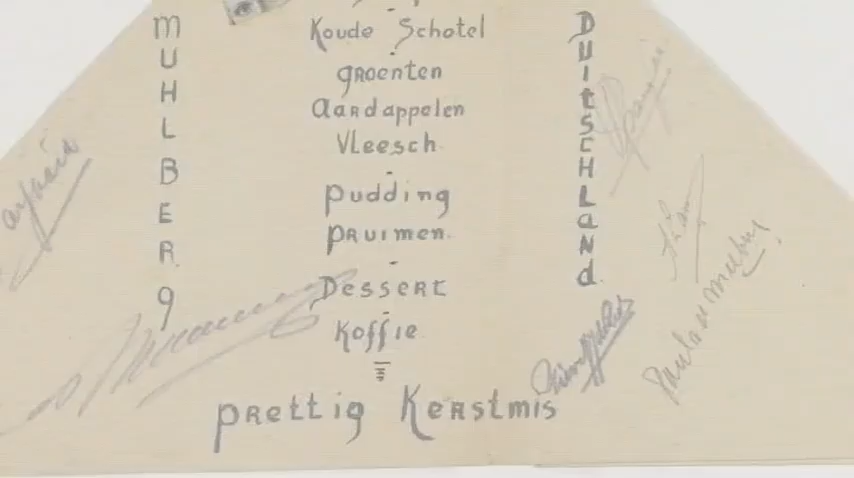 MUHLBERg
Koude Schotel
groenten
aardappelen
Vleesch
pudding
pruimen
Dessert
Koffie
prettig Kerstmis
DUitSCHLaNd